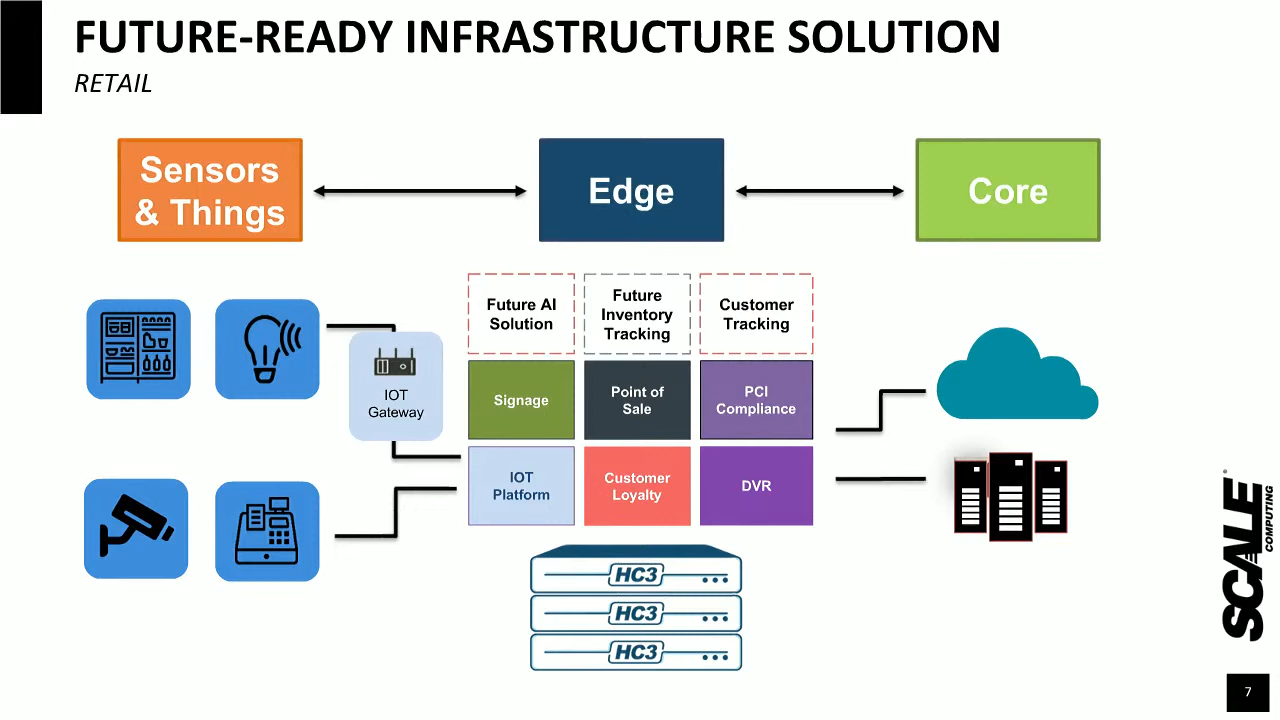 FUTURE-READY INFRASTRUCTURE SOLUTION
RETAIL
Sensors
& Things
Edge
Core
Future AI
Solution
Future
Inventory
Tracking
Customer
Tracking
IOT
Gateway
Signage
Point of
Sale
PCI
Compliance
IOT
Platform
Customer
Loyalty
DVR
HC3
HC3
HC3
SCALE
COMPUTING
7